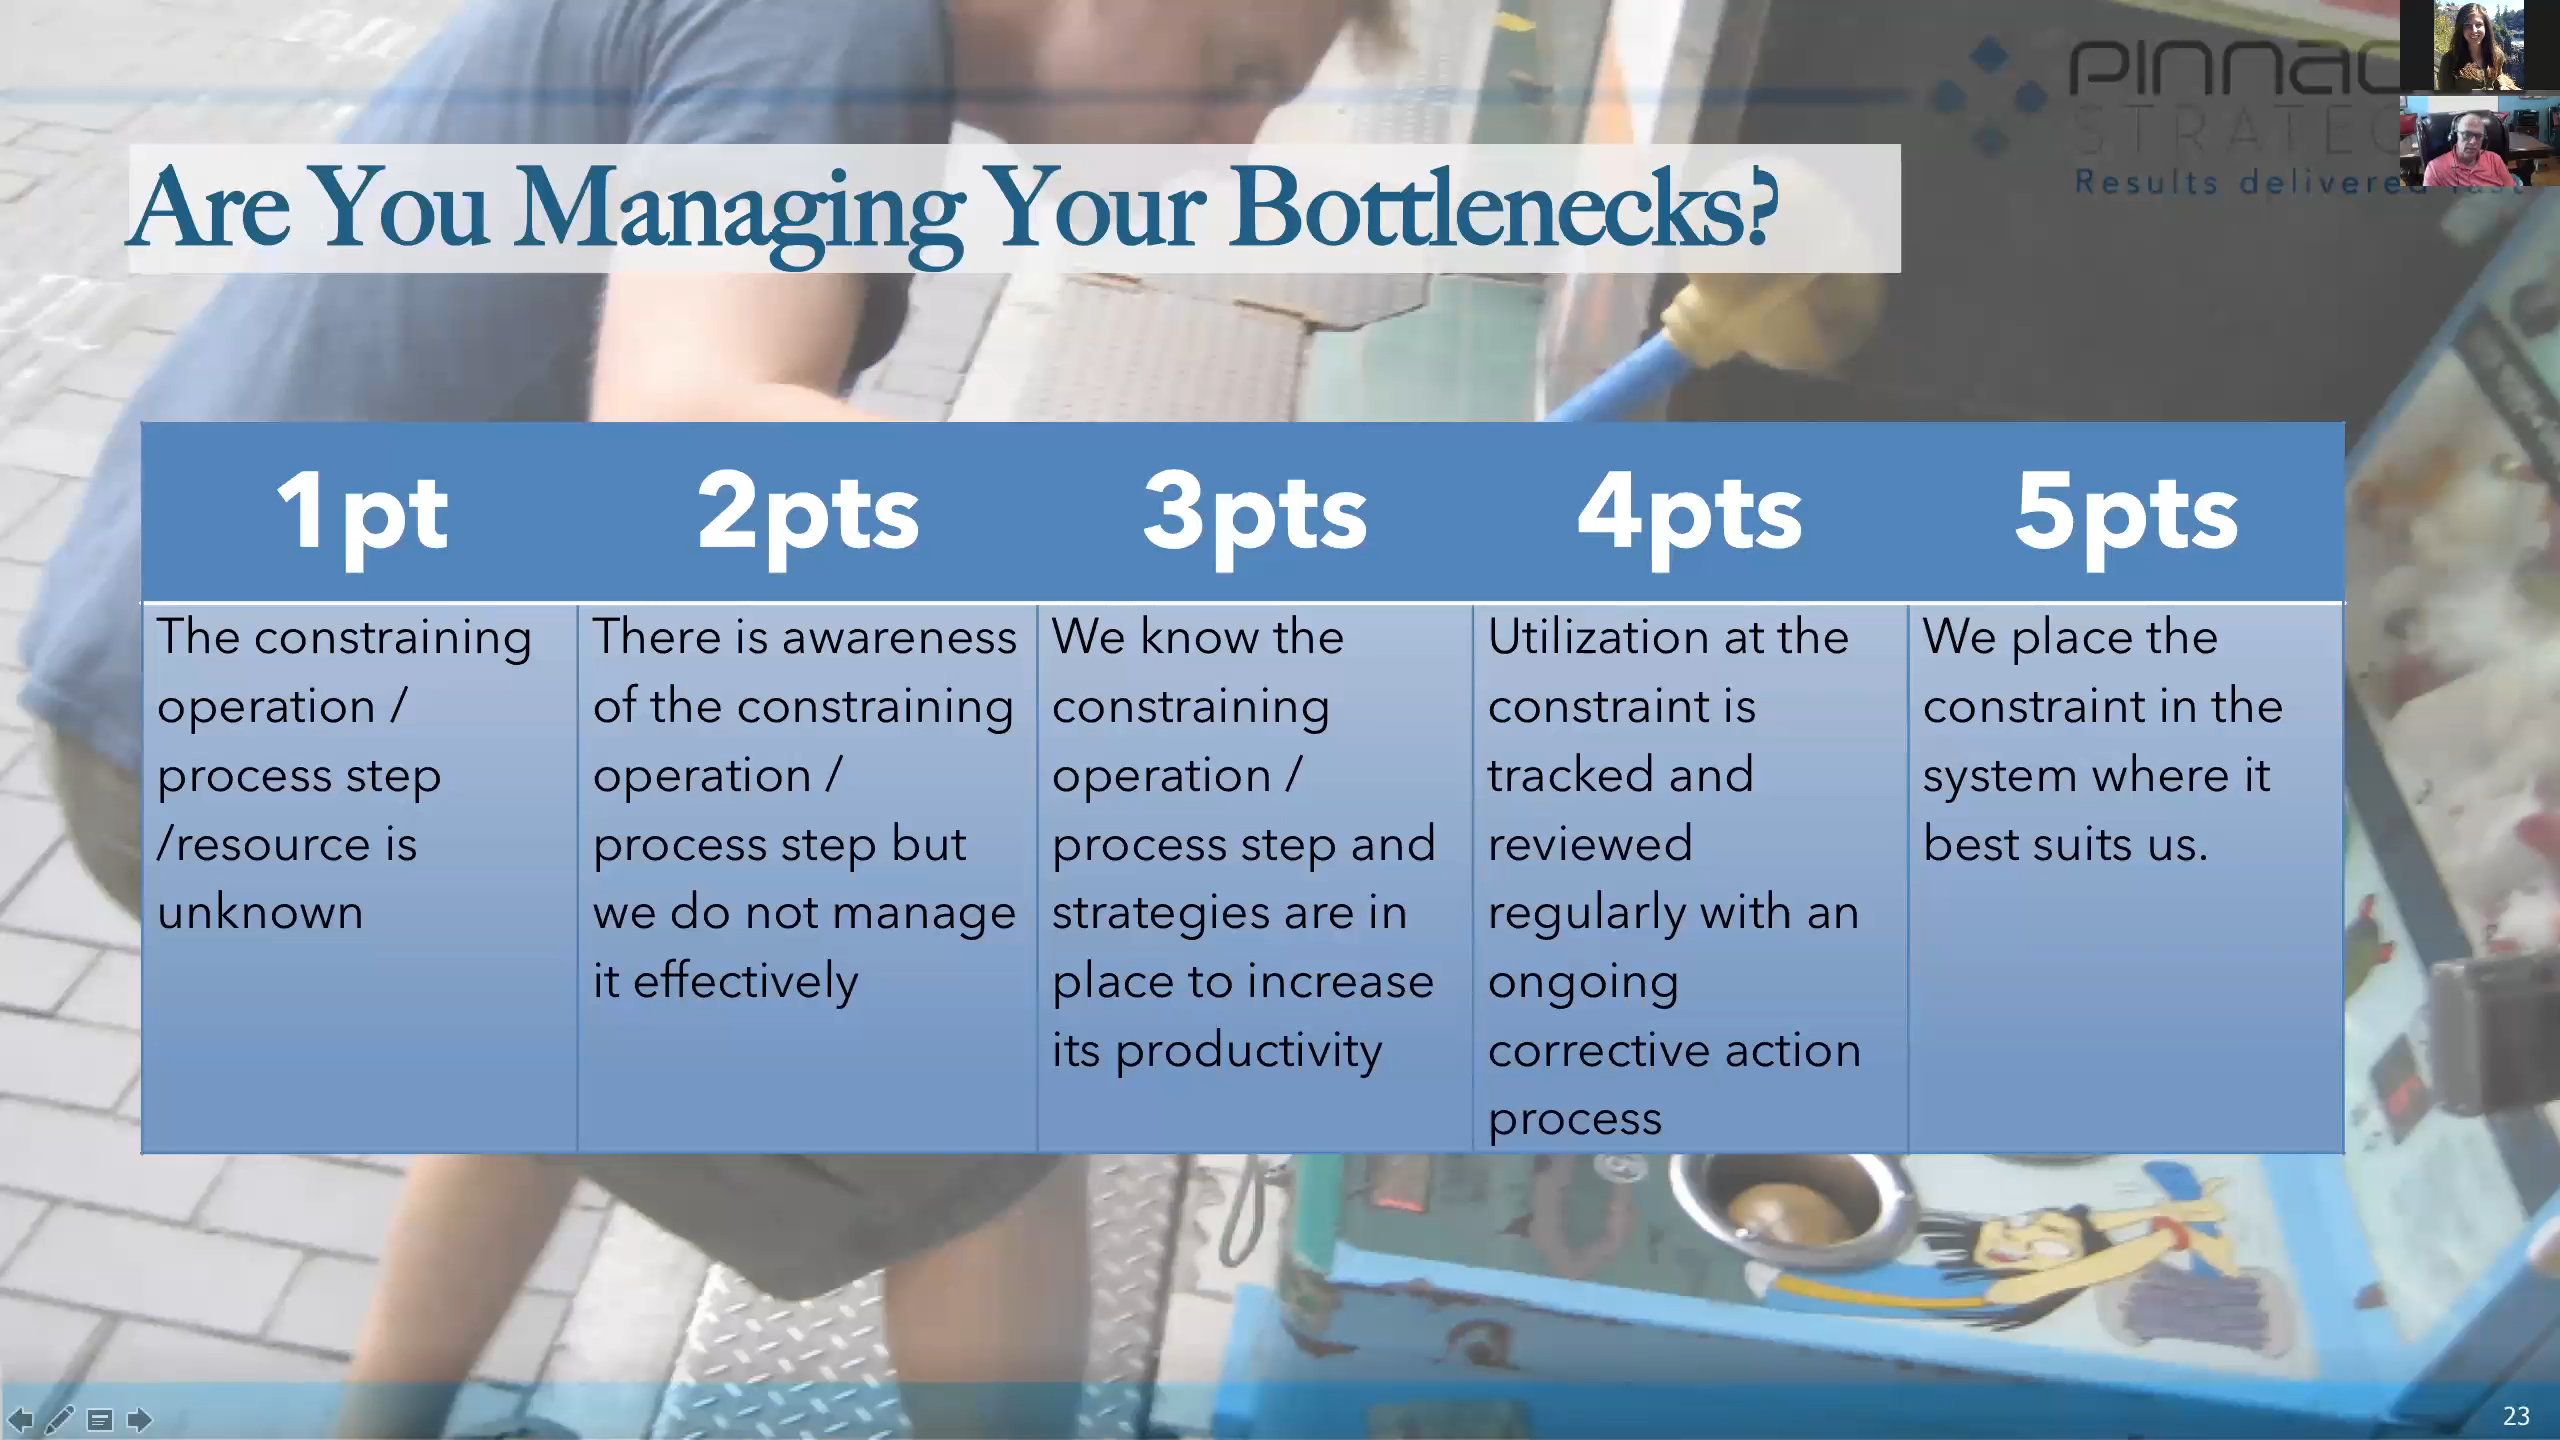 pinnac
STRATEG
Results delivered
Are You Managing Your Bottlenecks?
1pt
2pts
3pts
4pts
5pts
The constraining
operation /
process step
/resource is
unknown
There is awareness
of the constraining
operation /
process step but
we do not manage
it effectively
We know the
constraining
operation /
process step and
strategies are in
place to increase
its productivity
Utilization at the
constraint is
tracked and
reviewed
regularly with an
ongoing
corrective action
process
We place the
constraint in the
system where it
best suits us.
23